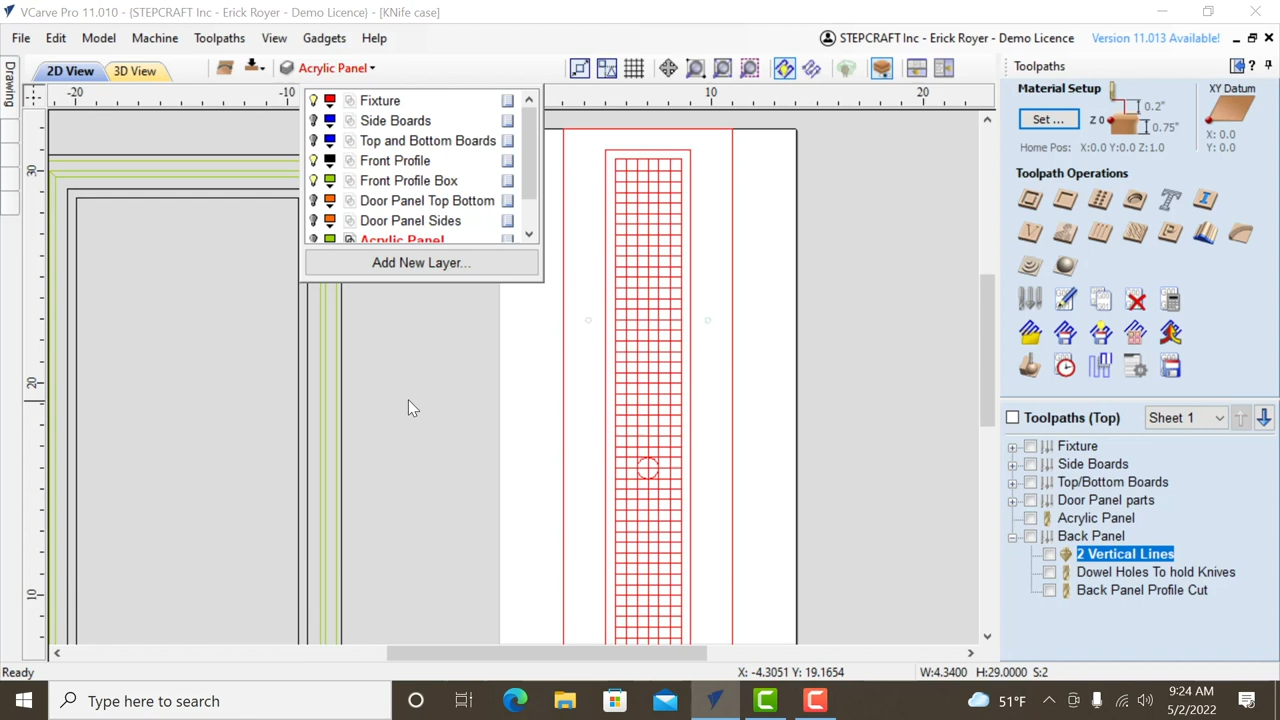 VCarve Pro 11.010 - {STEPCRAFT Inc - Erick Royer - Demo Licence} - [KNife case]
File Edit Model Machine Toolpaths View Gadgets Help
STEPCRAFT Inc - Erick Royer - Demo Licence Version 11.013 Available!
Drawing
2D View 3D View Acrylic Panel
Toolpaths
-20 -10 10 20
30
20
10
Fixture
Side Boards
Top and Bottom Boards
Front Profile
Front Profile Box
Door Panel Top Bottom
Door Panel Sides
Acrylic Panel
Add New Layer...
Material Setup
Set ...
Z 0
0.2"
0.75"
XY Datum
X: 0.0
Y: 0.0
Home Pos: X:0.0 Y:0.0 Z:1.0
Toolpath Operations
Toolpaths (Top) Sheet 1
Fixture
Side Boards
Top/Bottom Boards
Door Panel parts
Acrylic Panel
Back Panel
2 Vertical Lines
Dowel Holes To hold Knives
Back Panel Profile Cut
Ready X: -4.3051 Y: 19.1654 W:4.3400 H:29.0000 S:2
Type here to search
51°F
9:24 AM
5/2/2022